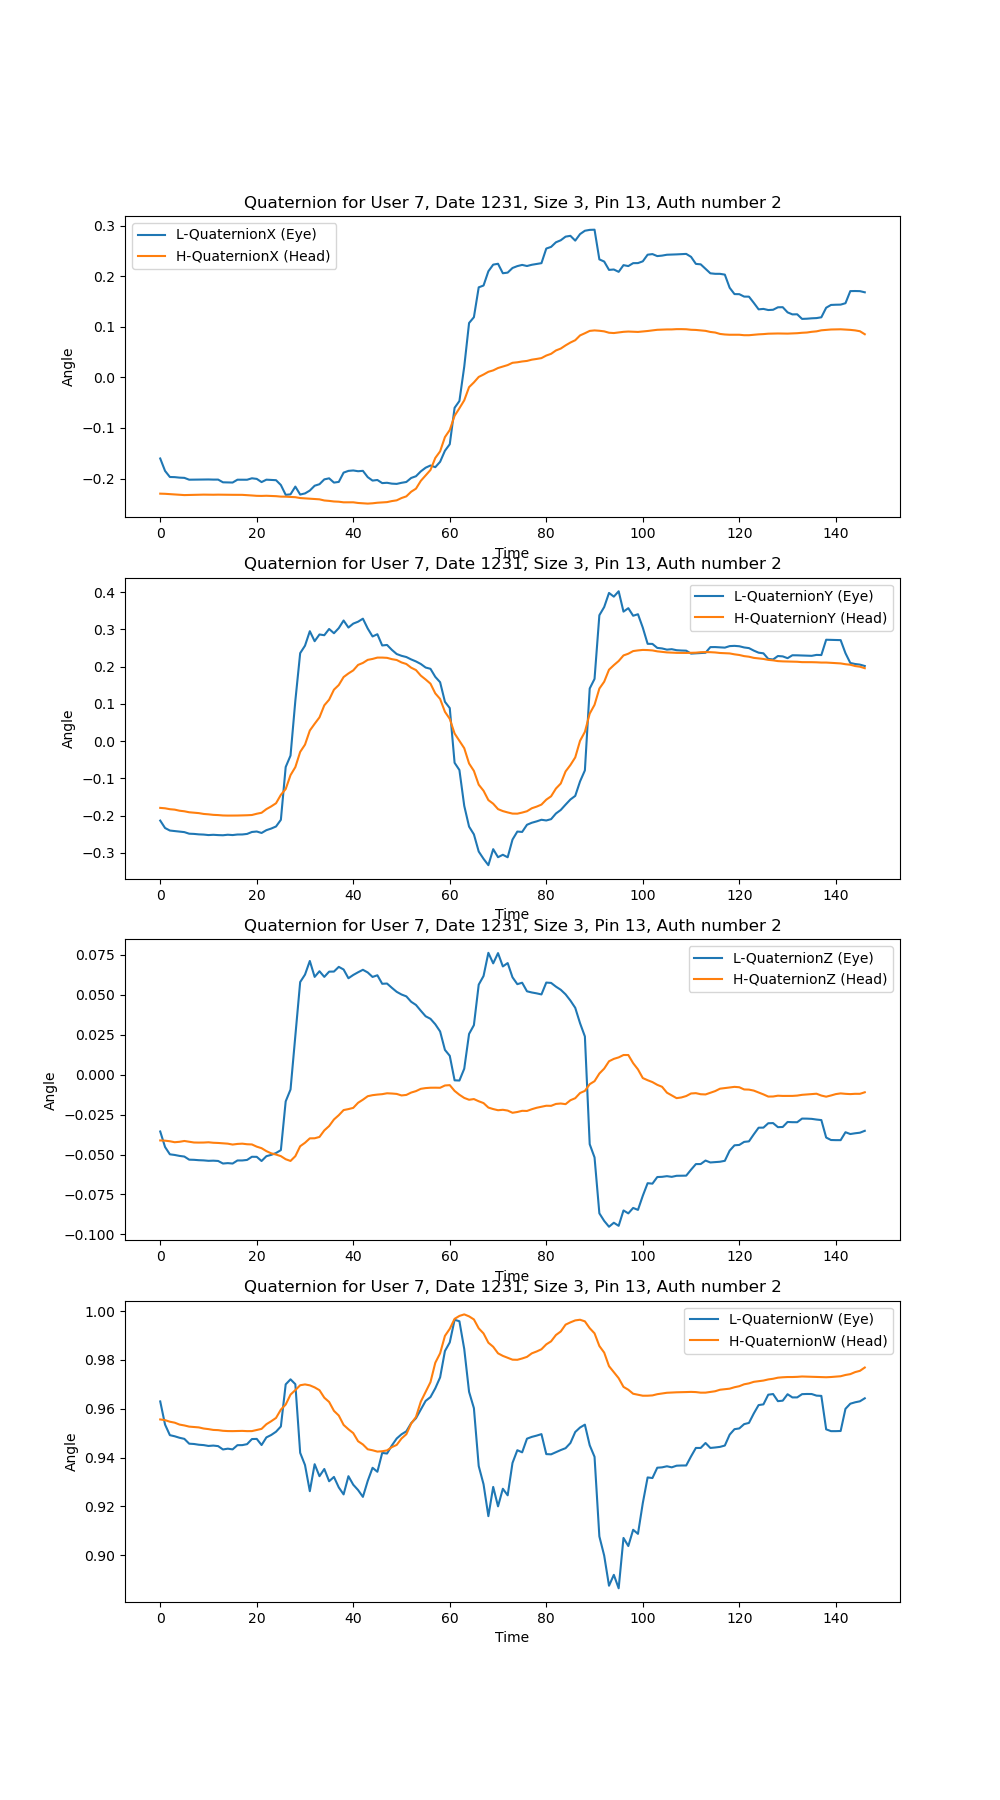 Quaternion for User 7, Date 1231, Size 3, Pin 13, Auth number 2
L-QuaternionX (Eye)
H-QuaternionX (Head)
0.3
0.2
0.1
0.0
−0.1
−0.2
Angle
0 20 40 60 80 100 120 140
Time
Quaternion for User 7, Date 1231, Size 3, Pin 13, Auth number 2
L-QuaternionY (Eye)
H-QuaternionY (Head)
0.4
0.3
0.2
0.1
0.0
−0.1
−0.2
−0.3
Angle
0 20 40 60 80 100 120 140
Time
Quaternion for User 7, Date 1231, Size 3, Pin 13, Auth number 2
L-QuaternionZ (Eye)
H-QuaternionZ (Head)
0.075
0.050
0.025
0.000
−0.025
−0.050
−0.075
−0.100
Angle
0 20 40 60 80 100 120 140
Time
Quaternion for User 7, Date 1231, Size 3, Pin 13, Auth number 2
L-QuaternionW (Eye)
H-QuaternionW (Head)
1.00
0.98
0.96
0.94
0.92
0.90
Angle
0 20 40 60 80 100 120 140
Time